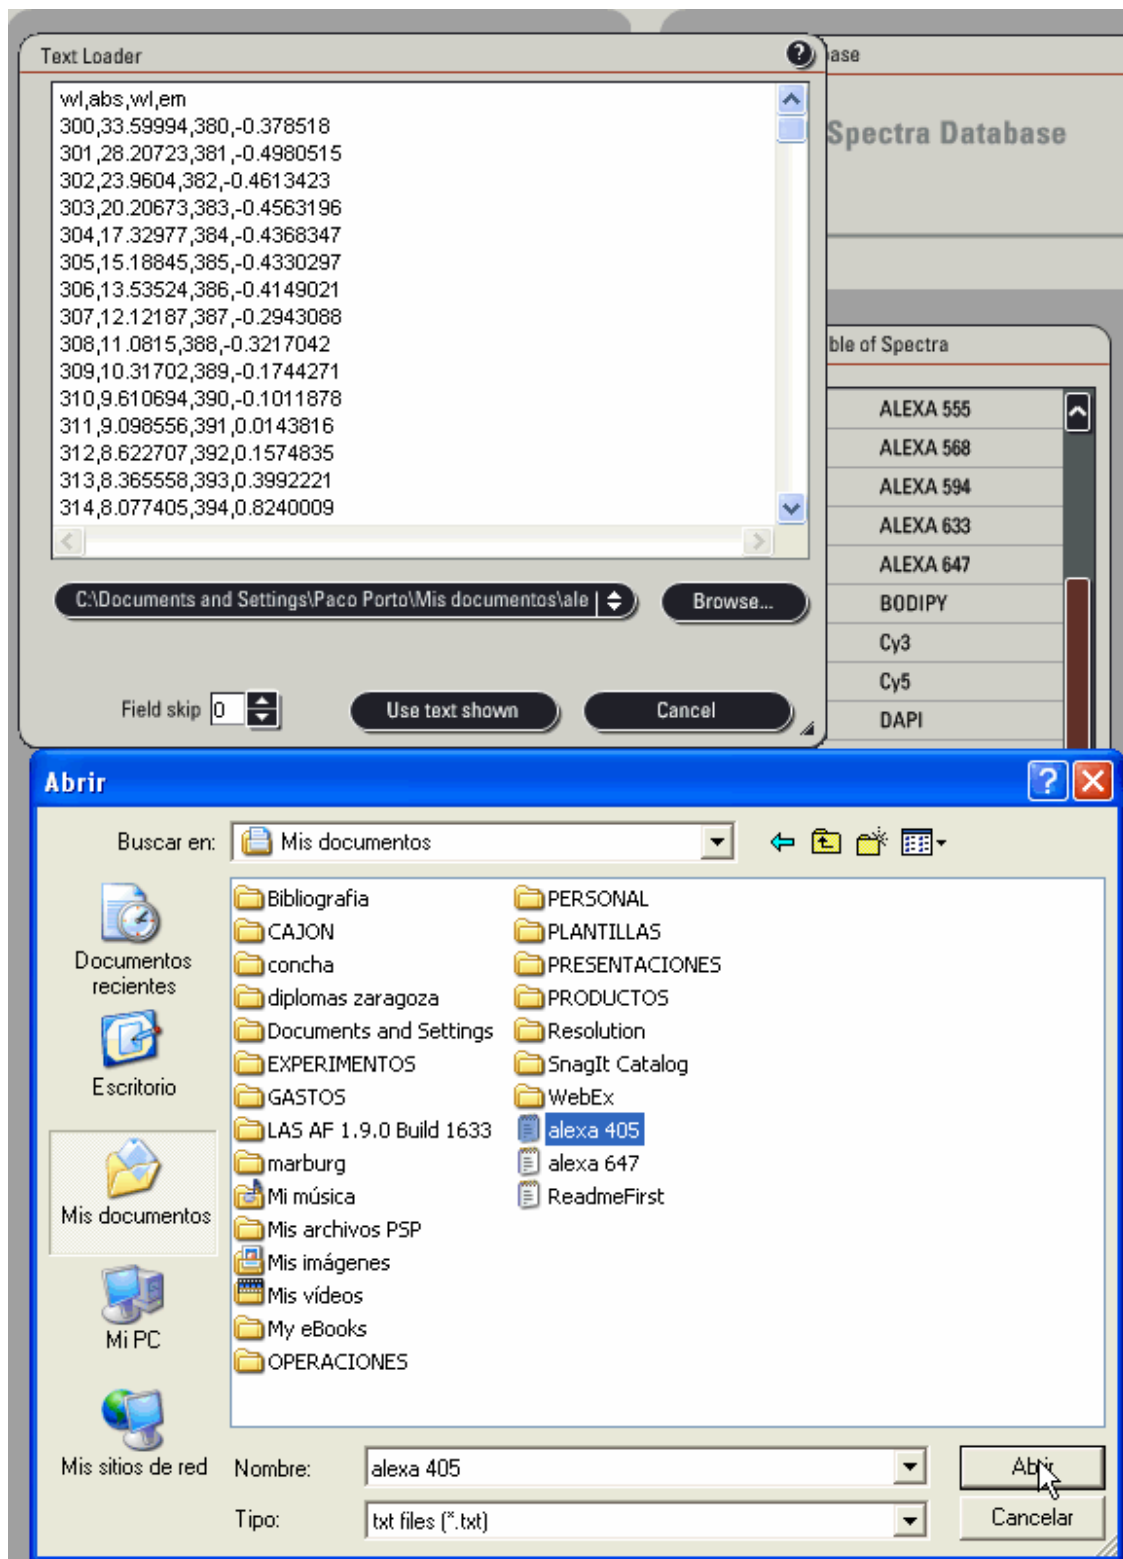 Text Loader
?
base
wl,abs,wl,em
300,33.59994,380,-0.378518
301,28.20723,381,-0.4980515
302,23.9604,382,-0.4613423
303,20.20673,383,-0.4563196
304,17.32977,384,-0.4368347
305,15.18845,385,-0.4330297
306,13.53524,386,-0.4149021
307,12.12187,387,-0.2943088
308,11.0815,388,-0.3217042
309,10.31702,389,-0.1744271
310,9.610694,390,-0.1011878
311,9.098556,391,0.0143816
312,8.622707,392,0.1574835
313,8.365558,393,0.3992221
314,8.077405,394,0.8240009
Spectra Database
ble of Spectra
ALEXA 555
ALEXA 568
ALEXA 594
ALEXA 633
ALEXA 647
BODIPY
Cy3
Cy5
DAPI
C:\Documents and Settings\Paco Porto\Mis documentos\ale
Browse...
Field skip 0
Use text shown
Cancel
Abrir
?
Buscar en: Mis documentos
Documentos recientes
Escritorio
Mis documentos
Mi PC
Mis sitios de red
Bibliografia
CAJON
concha
diplomas zaragoza
Documents and Settings
EXPERIMENTOS
GASTOS
LAS AF 1.9.0 Build 1633
marburg
Mi música
Mis archivos PSP
Mis imágenes
Mis vídeos
My eBooks
OPERACIONES
PERSONAL
PLANTILLAS
PRESENTACIONES
PRODUCTOS
Resolution
SnagIt Catalog
WebEx
alexa 405
alexa 647
ReadmeFirst
Nombre: alexa 405
Abrir
Tipo: txt files (*.txt)
Cancelar